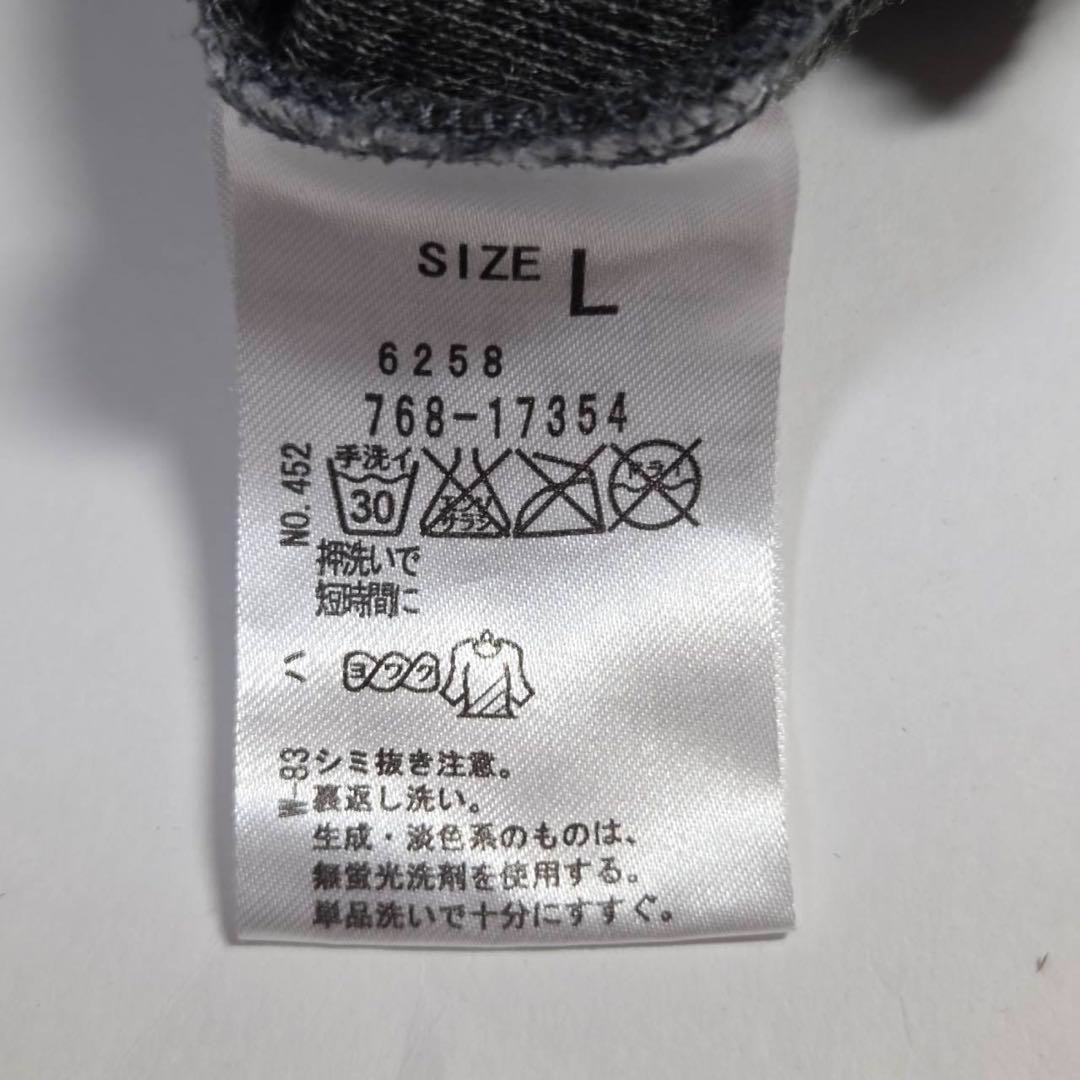 SIZE L
6258
768-17354
NO. 452
手洗イ
30
エンソ
サラシ
ドライ
押洗いで
短時間に
ハ
ヨワク
W-83
シミ抜き注意。
裏返し洗い。
生成・淡色系のものは、
無蛍光洗剤を使用する。
単品洗いで十分にすすぐ。